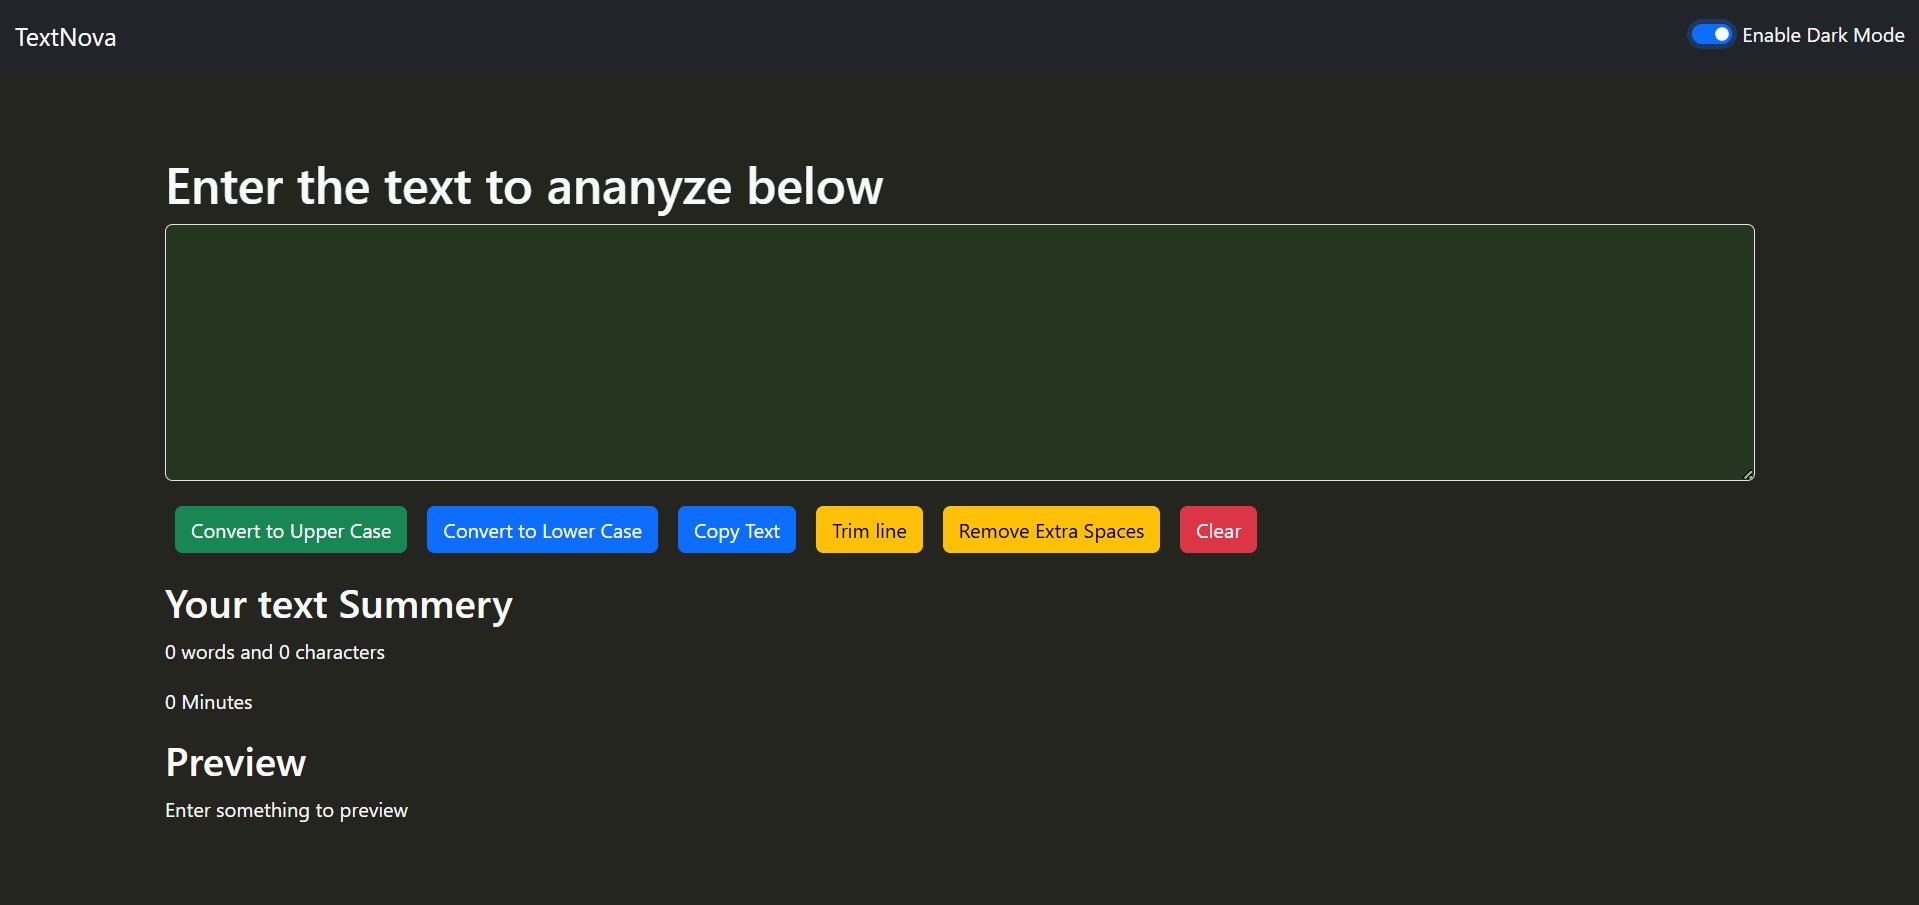 TextNova
Enable Dark Mode
Enter the text to ananyze below
Convert to Upper Case
Convert to Lower Case
Copy Text
Trim line
Remove Extra Spaces
Clear
Your text Summery
0 words and 0 characters
0 Minutes
Preview
Enter something to preview